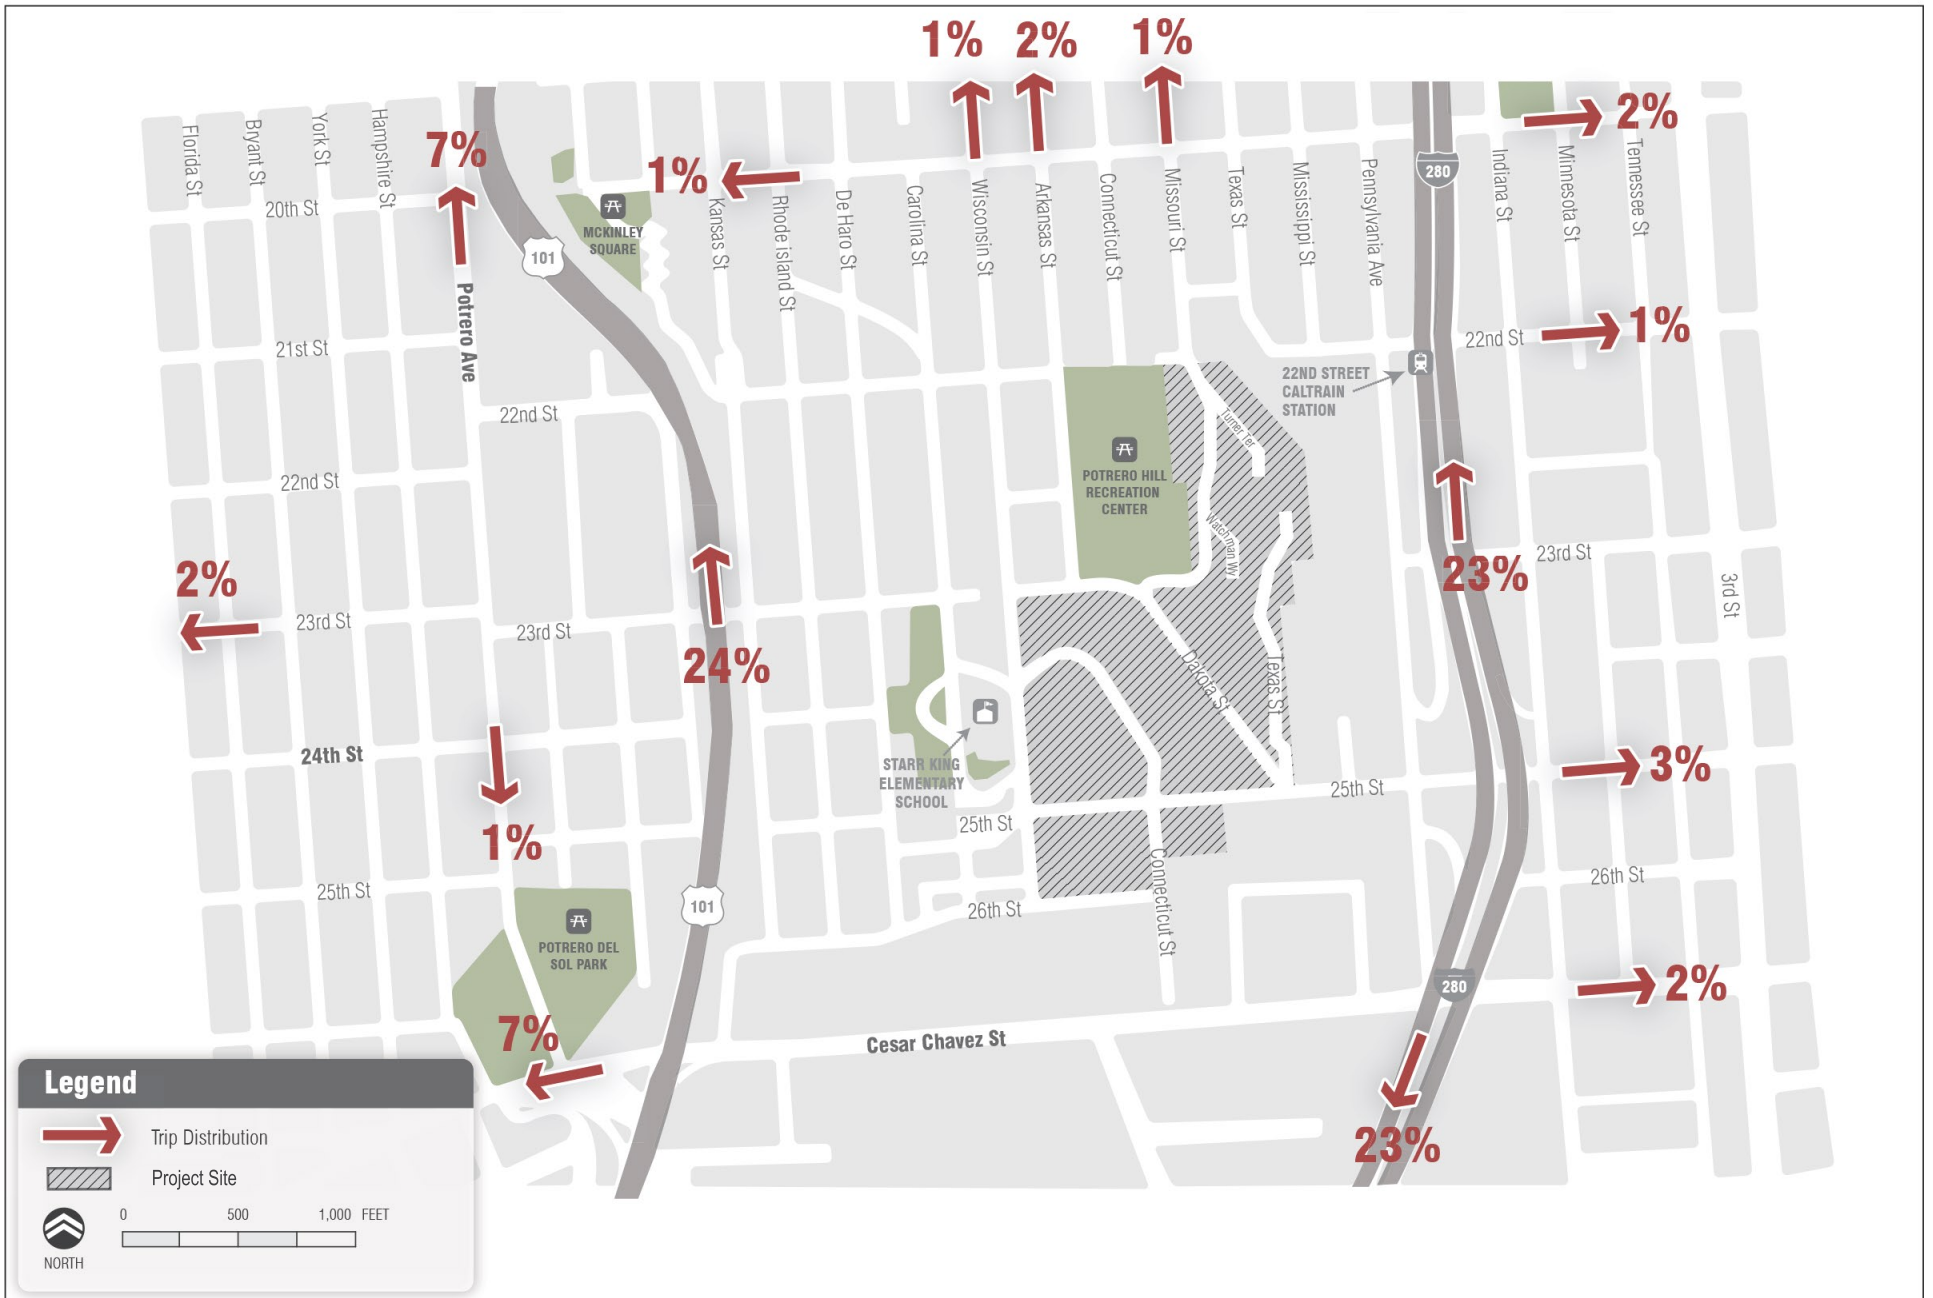 1%
2%
1%
2%
7%
1%
Florida St
Bryant St
York St
Hampshire St
20th St
Potrero Ave
101
MCKINLEY
SQUARE
Kansas St
Rhode island St
De Haro St
Carolina St
Wisconsin St
Arkansas St
Connecticut St
Missouri St
Texas St
Mississippi St
Pennsylvania Ave
280
Indiana St
Minnesota St
Tennessee St
21st St
22nd St
1%
22ND STREET
CALTRAIN
STATION
22nd St
22nd St
Turner Ter
POTRERO HILL
RECREATION
CENTER
Watchman Wy
23%
23rd St
2%
23rd St
23rd St
24%
3rd St
Dakota St
Texas St
24th St
STARR KING
ELEMENTARY
SCHOOL
25th St
3%
1%
25th St
25th St
Connecticut St
26th St
26th St
101
POTRERO DEL
SOL PARK
280
2%
7%
Cesar Chavez St
23%
Legend
Trip Distribution
Project Site
0 500 1,000 FEET
NORTH